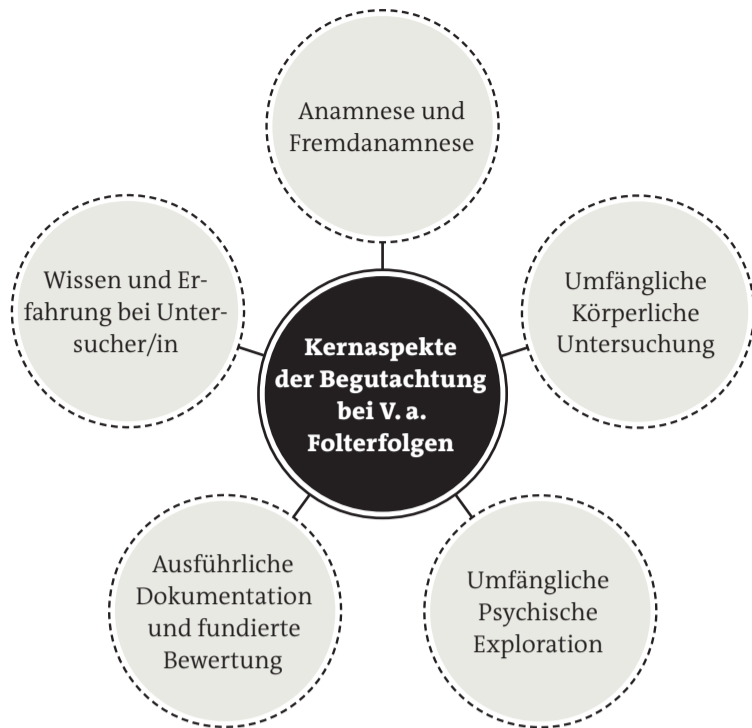 Anamnese und
Fremdanamnese
Wissen und Er-
fahrung bei Unter-
sucher/in
Umfängliche
Körperliche
Untersuchung
Kernaspekte
der Begutachtung
bei V. a.
Folterfolgen
Ausführliche
Dokumentation
und fundierte
Bewertung
Umfängliche
Psychische
Exploration